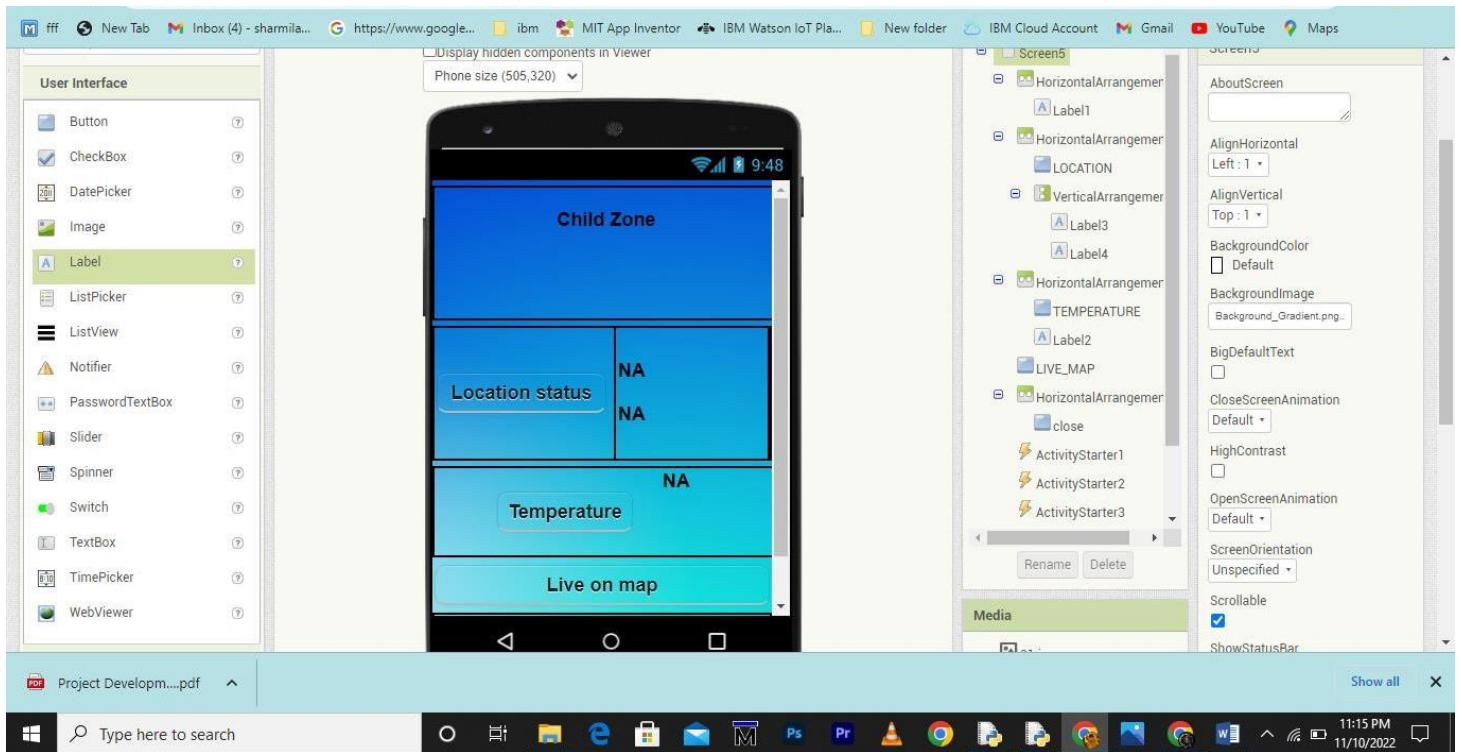 fff New Tab Inbox (4) - sharmila... https://www.google... ibm MIT App Inventor IBM Watson IoT Pla... New folder IBM Cloud Account Gmail YouTube Maps
Display hidden components in Viewer
Phone size (505,320)
User Interface
Button
CheckBox
DatePicker
Image
Label
ListPicker
ListView
Notifier
PasswordTextBox
Slider
Spinner
Switch
TextBox
TimePicker
WebViewer
9:48
Child Zone
Location status
NA
NA
NA
Temperature
Live on map
Screen5
HorizontalArrangemer
Label1
HorizontalArrangemer
LOCATION
VerticalArrangemer
Label3
Label4
HorizontalArrangemer
TEMPERATURE
Label2
LIVE_MAP
HorizontalArrangemer
close
ActivityStarter1
ActivityStarter2
ActivityStarter3
Rename Delete
Media
Screen5
AboutScreen
AlignHorizontal
Left : 1
AlignVertical
Top : 1
BackgroundColor
Default
BackgroundImage
Background_Gradient.png...
BigDefaultText
CloseScreenAnimation
Default
HighContrast
OpenScreenAnimation
Default
ScreenOrientation
Unspecified
Scrollable
ShowStatusBar
Project Developm....pdf
Show all
Type here to search
Ps Pr
11:15 PM
11/10/2022